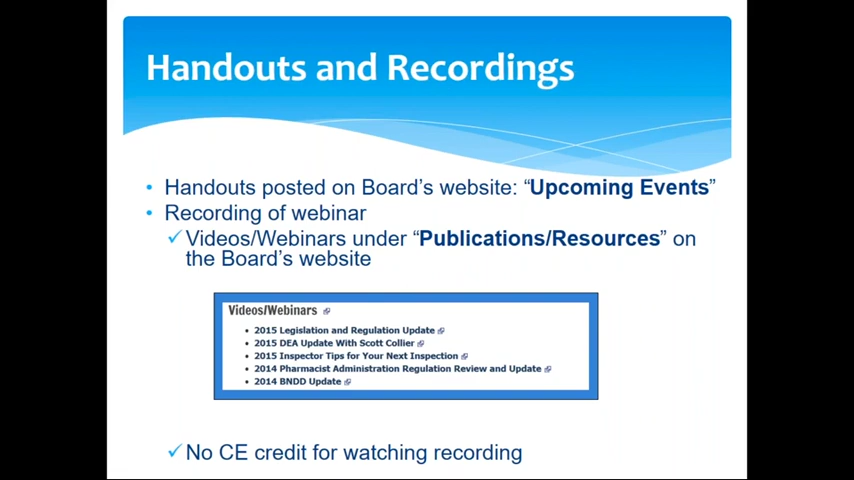 Handouts and Recordings
• Handouts posted on Board's website: “Upcoming Events”
• Recording of webinar
✓Videos/Webinars under “Publications/Resources” on
the Board's website
Videos/Webinars
• 2015 Legislation and Regulation Update
• 2015 DEA Update With Scott Collier
• 2015 Inspector Tips for Your Next Inspection
• 2014 Pharmacist Administration Regulation Review and Update
• 2014 BNDD Update
✓No CE credit for watching recording